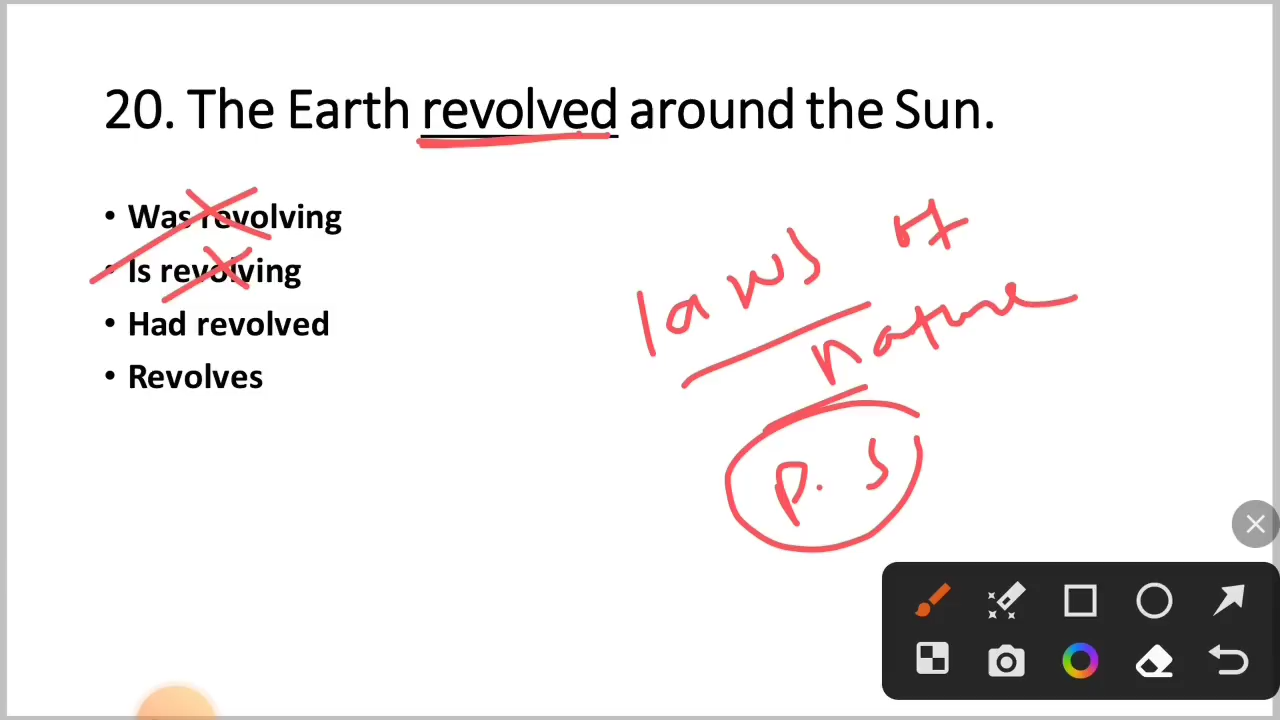 20. The Earth revolved around the Sun.
• Was revolving
• Is revolving
• Had revolved
• Revolves
laws of
nature
P. S